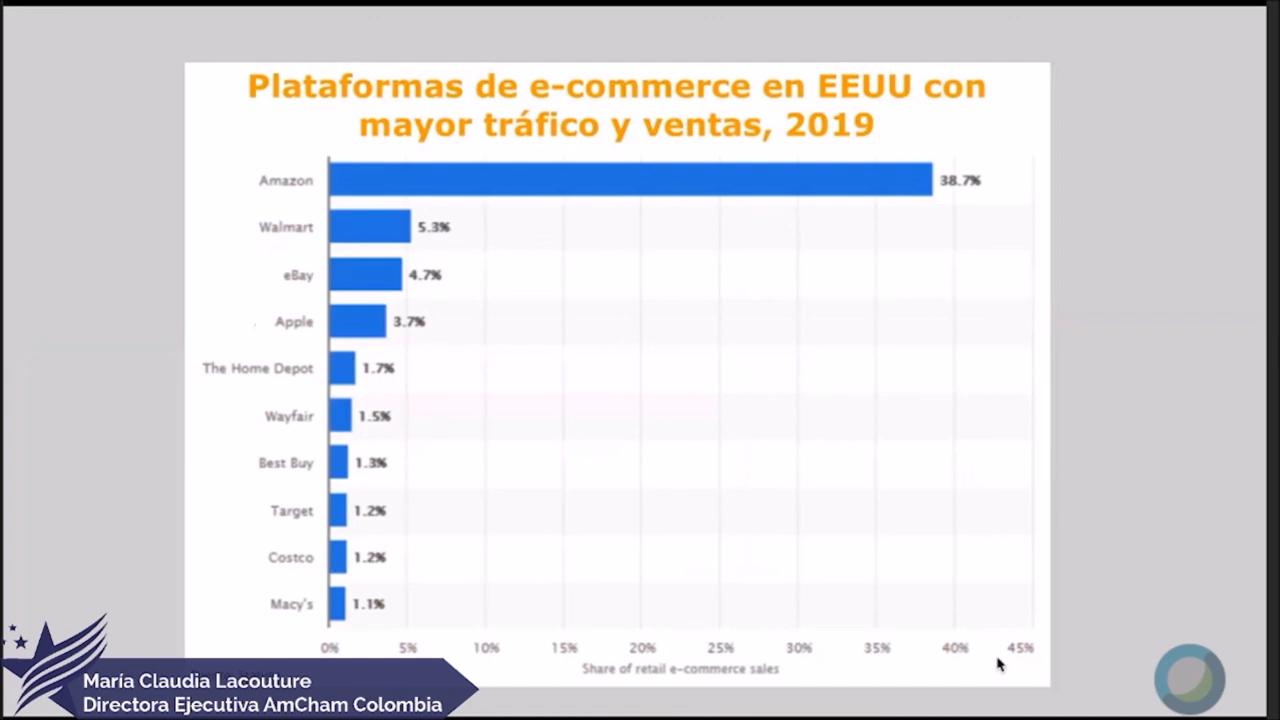 Plataformas de e-commerce en EEUU con
mayor tráfico y ventas, 2019
Amazon 38.7%
Walmart 5.3%
eBay 4.7%
Apple 3.7%
The Home Depot 1.7%
Wayfair 1.5%
Best Buy 1.3%
Target 1.2%
Costco 1.2%
Macy's 1.1%
0% 5% 10% 15% 20% 25% 30% 35% 40% 45%
Share of retail e-commerce sales
María Claudia Lacouture
Directora Ejecutiva AmCham Colombia